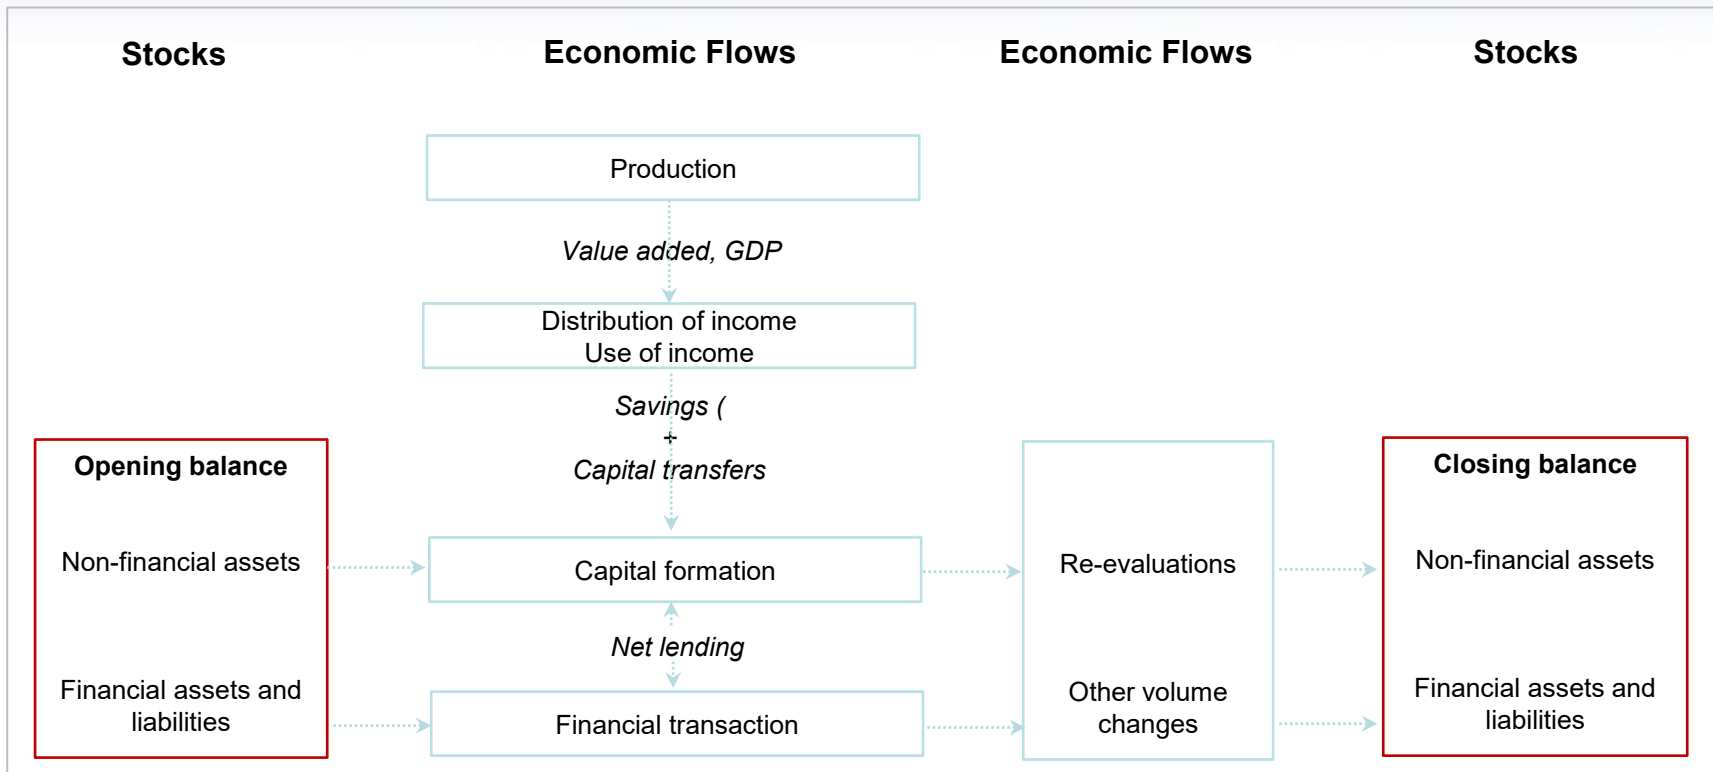 Stocks
Economic Flows
Economic Flows
Stocks
Production
Value added, GDP
Distribution of income
Use of income
Savings (
+
Capital transfers
Opening balance
Non-financial assets
Financial assets and
liabilities
Capital formation
Net lending
Financial transaction
Re-evaluations
Other volume
changes
Closing balance
Non-financial assets
Financial assets and
liabilities